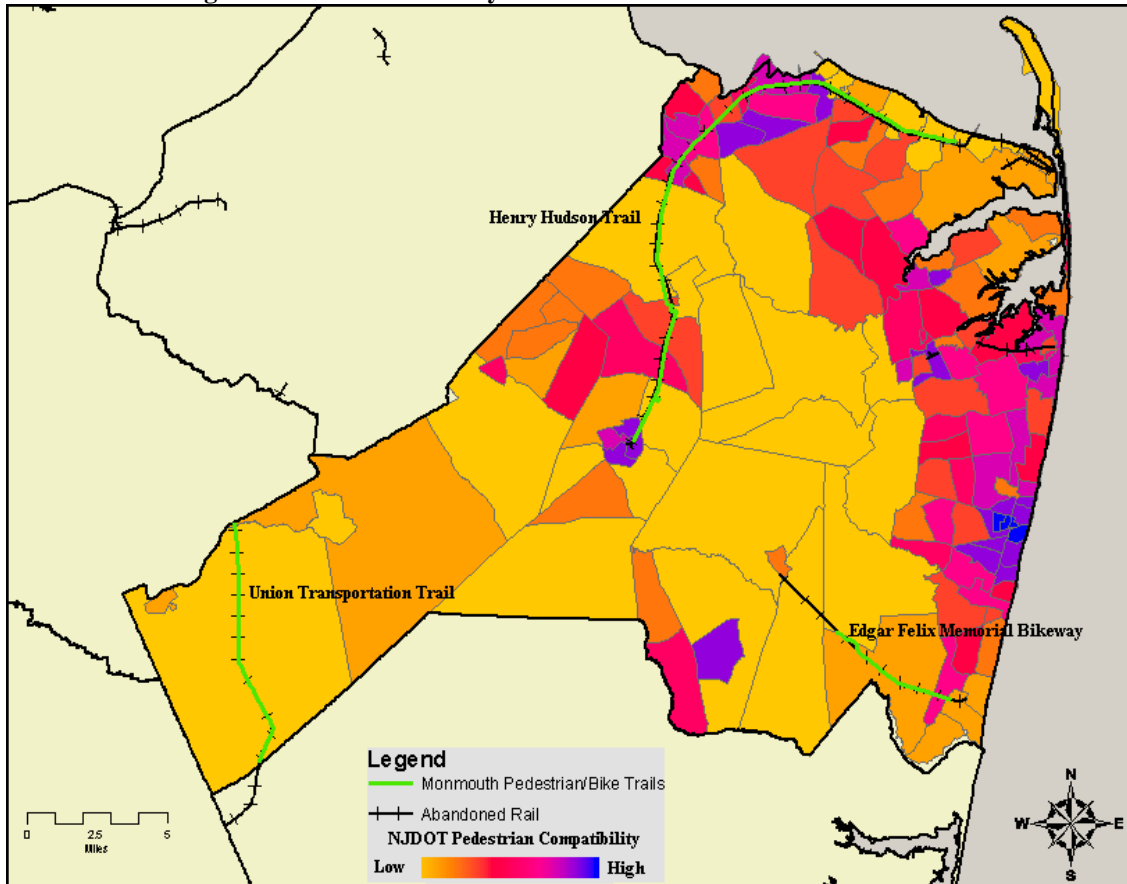 Henry Hudson Trail
Union Transportation Trail
Edgar Felix Memorial Bikeway
Legend
Monmouth Pedestrian/Bike Trails
Abandoned Rail
NJDOT Pedestrian Compatibility
Low High
0 2.5 5
Miles
N
W E
S